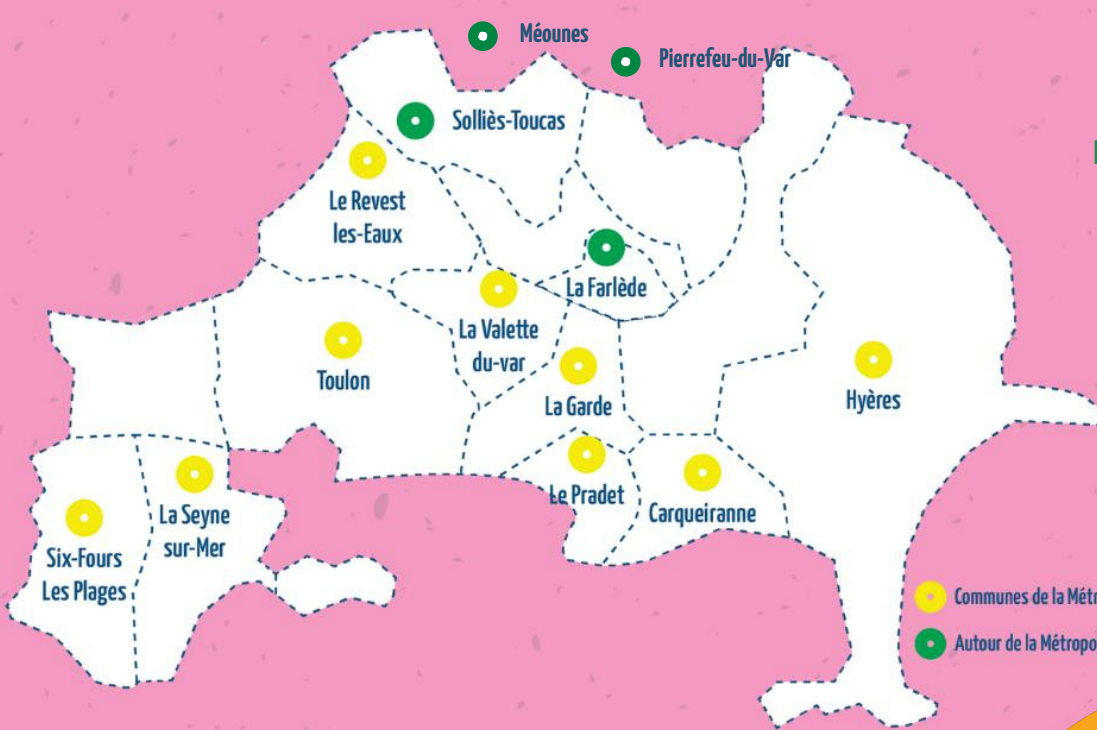 Méounes
Pierrefeu-du-Var
Solliès-Toucas
Le Revest
les-Eaux
La Farlède
La Valette
du-var
Toulon
La Garde
Hyères
Le Pradet
Carqueiranne
La Seyne
sur-Mer
Six-Fours
Les Plages
Communes de la Métr
Autour de la Métropo